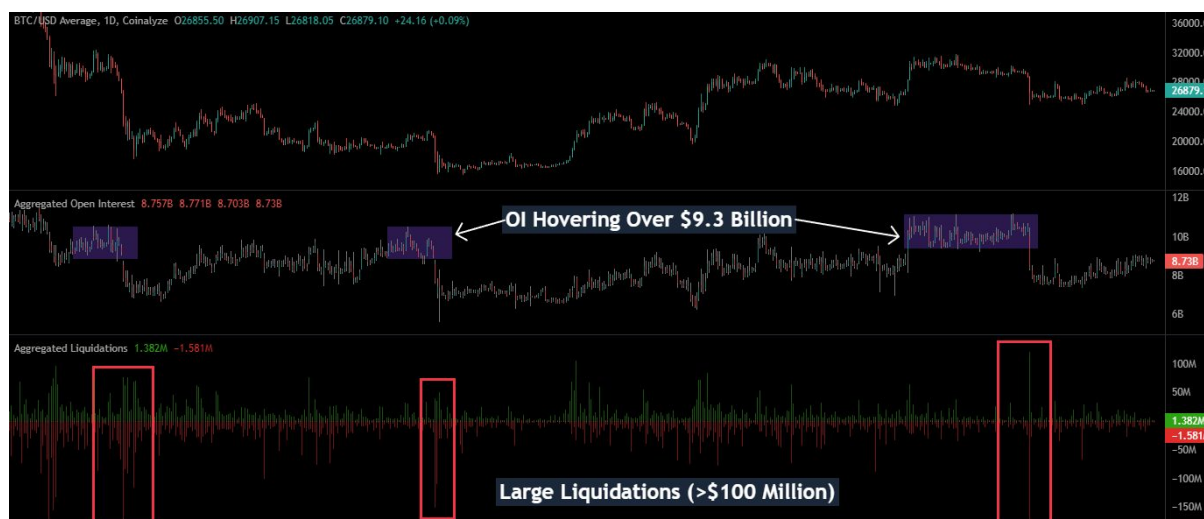 BTC/USD Average, 1D, Coinalyze O26855.50 H26907.15 L26818.05 C26879.10 +24.16 (+0.09%)
36000.
32000.
28000.
26879.
24000.
20000.
16000.
Aggregated Open Interest 8.757B 8.771B 8.703B 8.73B
12B
OI Hovering Over $9.3 Billion
10B
8.73B
8B
6B
Aggregated Liquidations 1.382M −1.581M
100M
50M
1.382M
−1.581M
−50M
−100M
Large Liquidations (>$100 Million)
−150M